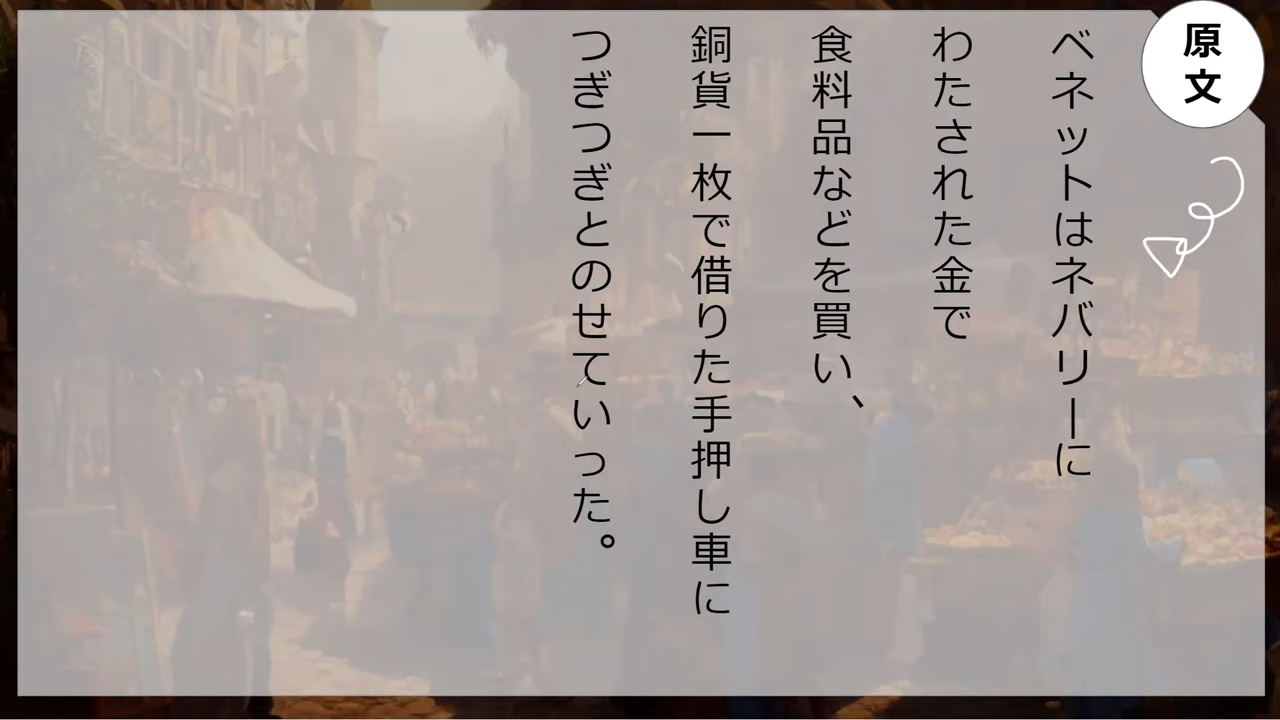 原文
ベネットはネバリーに
わたされた金で
食料品などを買い、
銅貨一枚で借りた手押し車に
つぎつぎとのせていった。